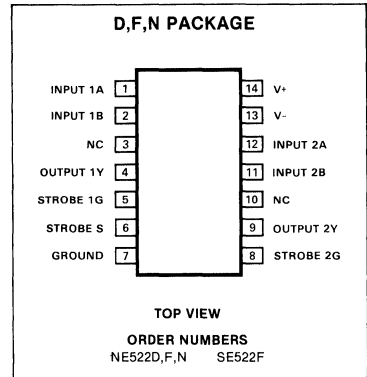 D,F,N PACKAGE
INPUT 1A 1 14 V+
INPUT 1B 2 13 V-
NC 3 12 INPUT 2A
OUTPUT 1Y 4 11 INPUT 2B
STROBE 1G 5 10 NC
STROBE S 6 9 OUTPUT 2Y
GROUND 7 8 STROBE 2G
TOP VIEW
ORDER NUMBERS
NE522D,F,N SE522F